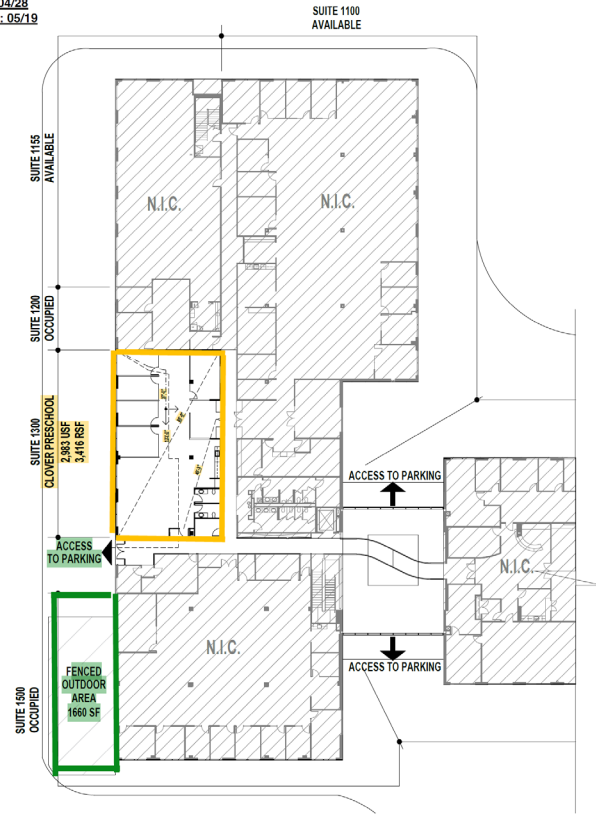 04/28
: 05/19
SUITE 1100
AVAILABLE
SUITE 1155
AVAILABLE
N.I.C.
N.I.C.
SUITE 1200
OCCUPIED
SUITE 1300
CLOVER PRESCHOOL
2,983 USF
3,416 RSF
ACCESS TO PARKING
ACCESS
TO PARKING
N.I.C.
N.I.C.
FENCED
OUTDOOR
AREA
1660 SF
ACCESS TO PARKING
SUITE 1500
OCCUPIED